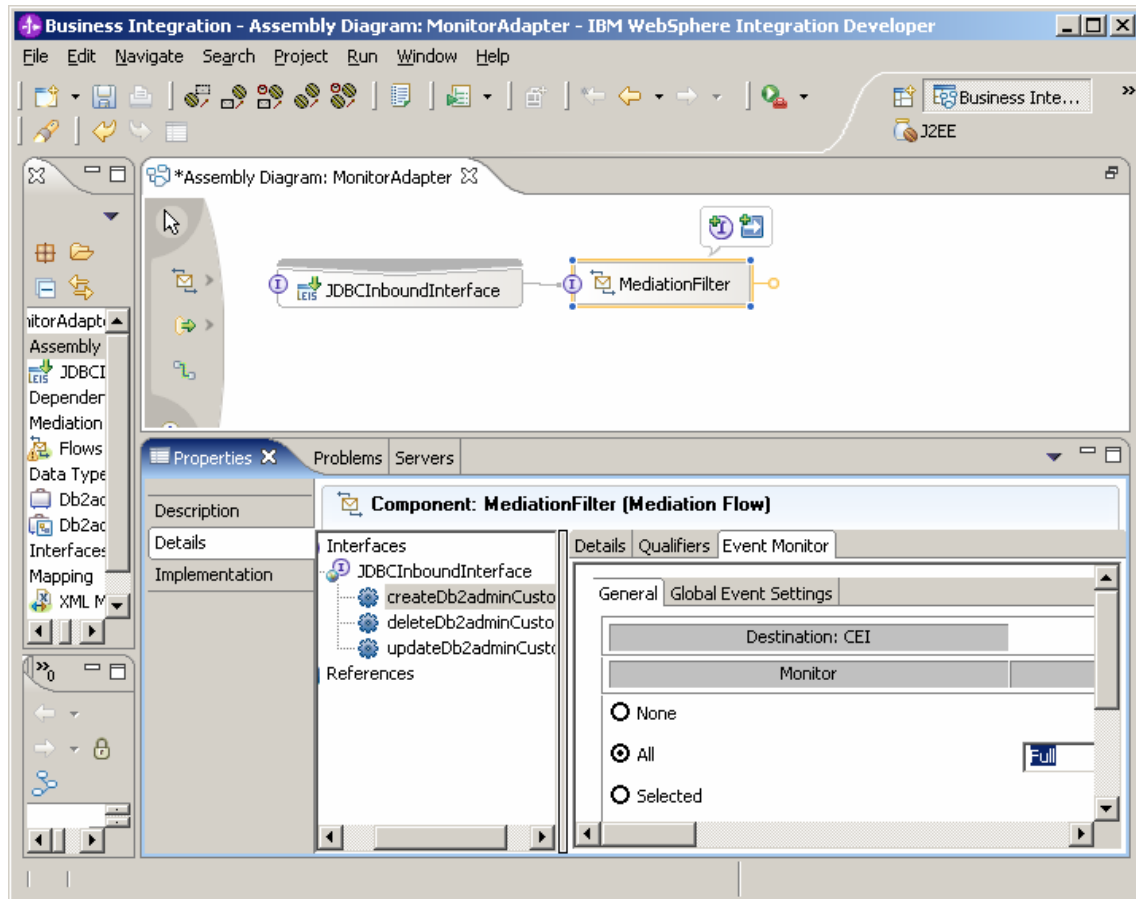 Business Integration - Assembly Diagram: MonitorAdapter - IBM WebSphere Integration Developer
File Edit Navigate Search Project Run Window Help
Business Inte...
»
J2EE
*Assembly Diagram: MonitorAdapter
JDBCInboundInterface
MediationFilter
itorAdapt
Assembly
JDBCI
Depender
Mediation
Flows
Data Type
Db2ac
Db2ac
Interfaces
Mapping
XML M
Properties Problems Servers
Description
Details
Implementation
Component: MediationFilter (Mediation Flow)
Interfaces
JDBCInboundInterface
createDb2adminCusto
deleteDb2adminCusto
updateDb2adminCusto
References
Details Qualifiers Event Monitor
General Global Event Settings
Destination: CEI
Monitor
None
All Full
Selected